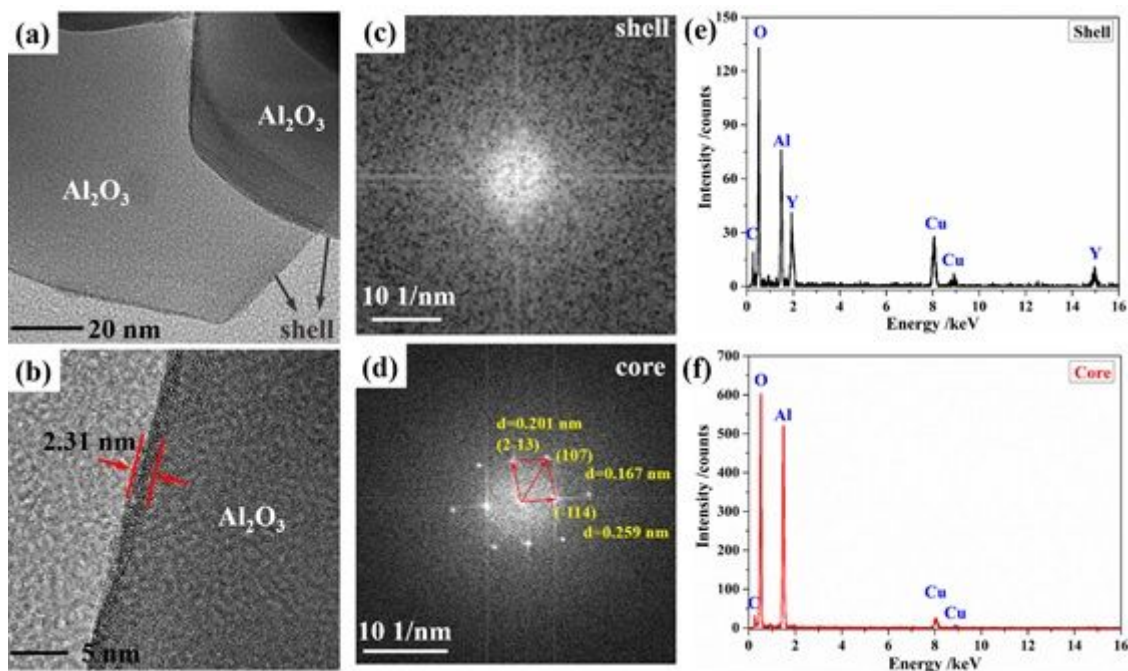 (a)
Al₂O₃
Al₂O₃
20 nm
shell
(b)
2.31 nm
Al₂O₃
5 nm
(c)
shell
10 1/nm
(d)
core
d=0.201 nm
(2-13)
(107)
d=0.167 nm
(-114)
d=0.259 nm
10 1/nm
(e)
Shell
150
120
90
60
30
0
Intensity /counts
C
O
Al
Y
Cu
Cu
Y
0 2 4 6 8 10 12 14 16
Energy /keV
(f)
Core
700
600
500
400
300
200
100
0
Intensity /counts
C
O
Al
Cu
Cu
0 2 4 6 8 10 12 14 16
Energy /keV